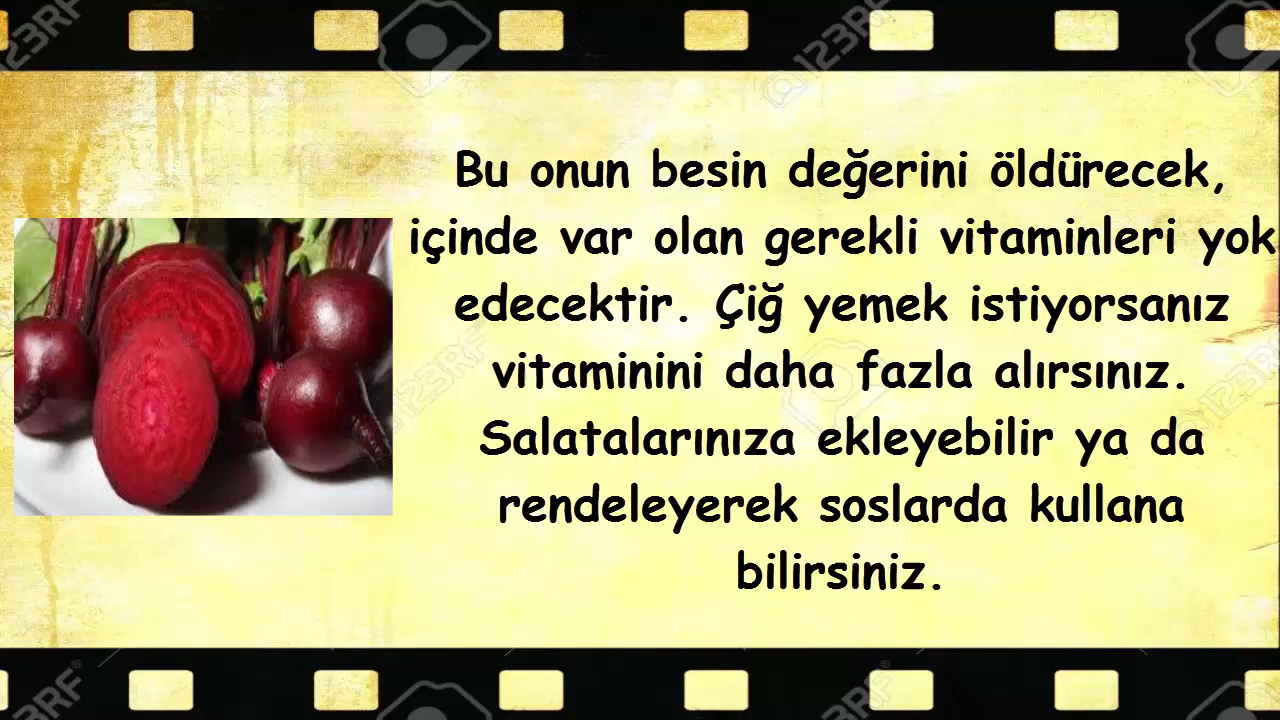 Bu onun besin değerini öldürecek,
içinde var olan gerekli vitaminleri yok
edecektir. Çiğ yemek istiyorsanız
vitaminini daha fazla alırsınız.
Salatalarınıza ekleyebilir ya da
rendeleyerek soslarda kullana
bilirsiniz.
123RF